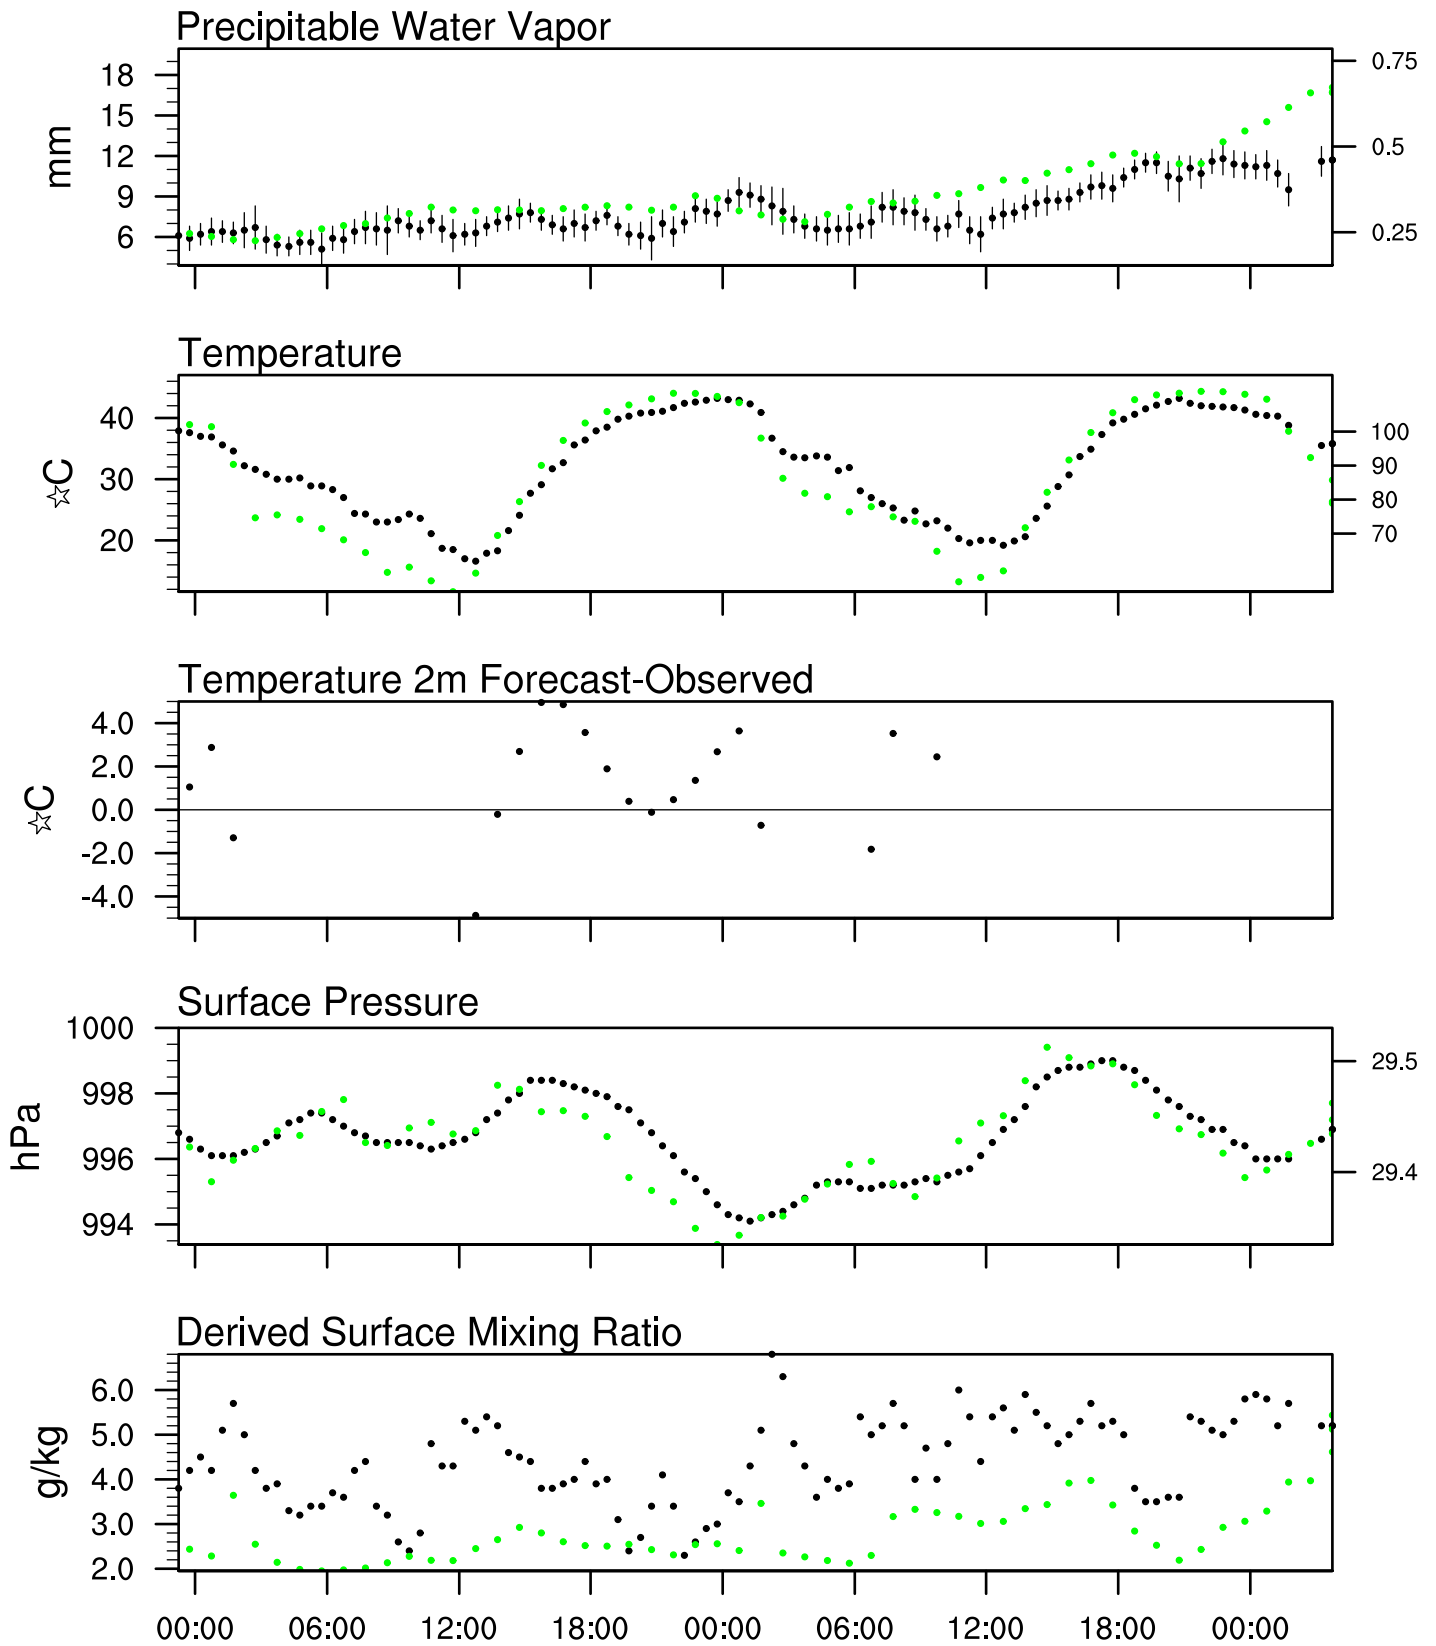 Precipitable Water Vapor
18
15
12
9
6
mm
0.75
0.5
0.25
Temperature
40
30
20
☆C
100
90
80
70
Temperature 2m Forecast-Observed
4.0
2.0
0.0
-2.0
-4.0
☆C
Surface Pressure
1000
998
996
994
hPa
29.5
29.4
Derived Surface Mixing Ratio
6.0
5.0
4.0
3.0
2.0
g/kg
00:00 06:00 12:00 18:00 00:00 06:00 12:00 18:00 00:00